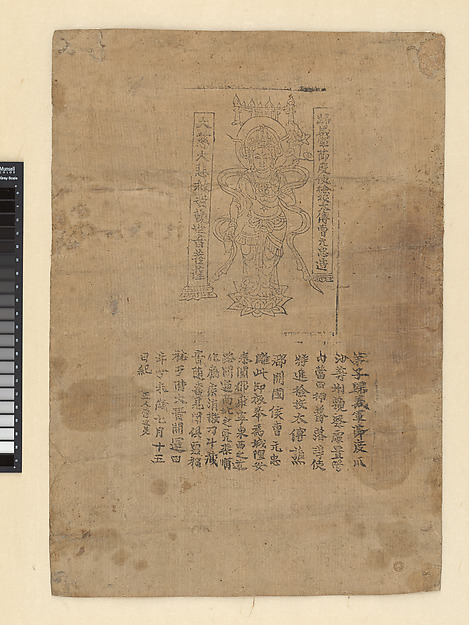 歸義軍節度使檢校太傅曹元忠造
大慈大悲救苦觀世音菩薩
弟子歸義軍節度瓜
沙等州觀察處置管
內營田押蕃落等使
特進檢校太傅譙
郡開國侯曹元忠
雕此印板奉為城隍安
泰闔郡康寧東西之道
路開通南北之凶渠順
化癘疾消散刁斗藏
音隨喜見聞俱霑福
祐于時大晉開運四
年丁未歲七月十五
日紀 匠人雷延美
Munsell
Gray Scale